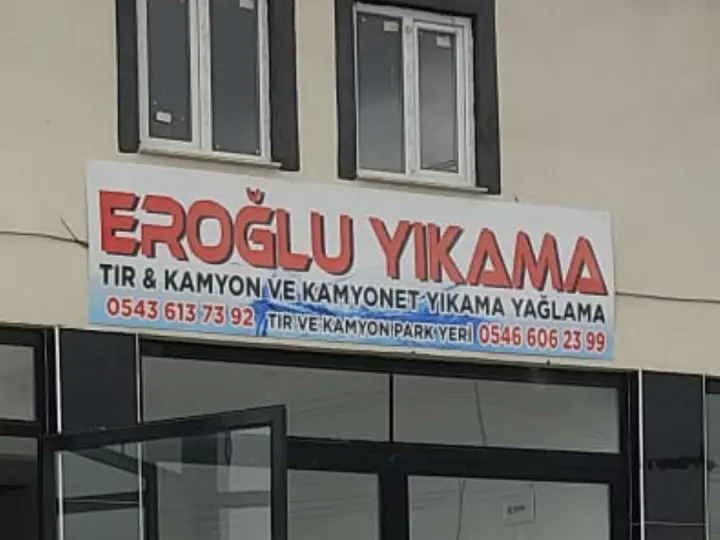 EROĞLU YIKAMA
TIR & KAMYON VE KAMYONET YIKAMA YAĞLAMA
0543 613 73 92 TIR VE KAMYON PARK YERİ 0546 606 23 99